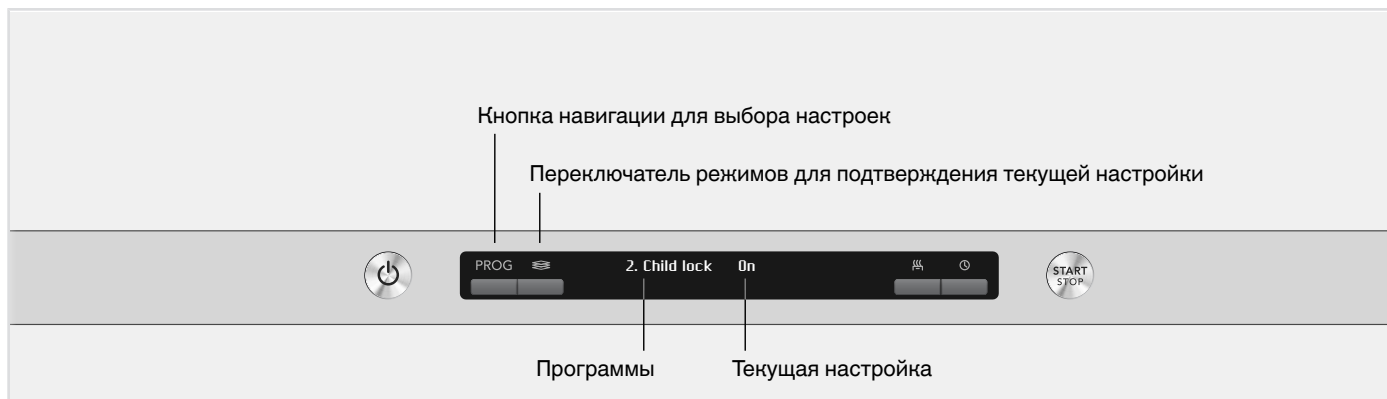 Кнопка навигации для выбора настроек
Переключатель режимов для подтверждения текущей настройки
PROG 2. Child lock On
START
STOP
Программы Текущая настройка